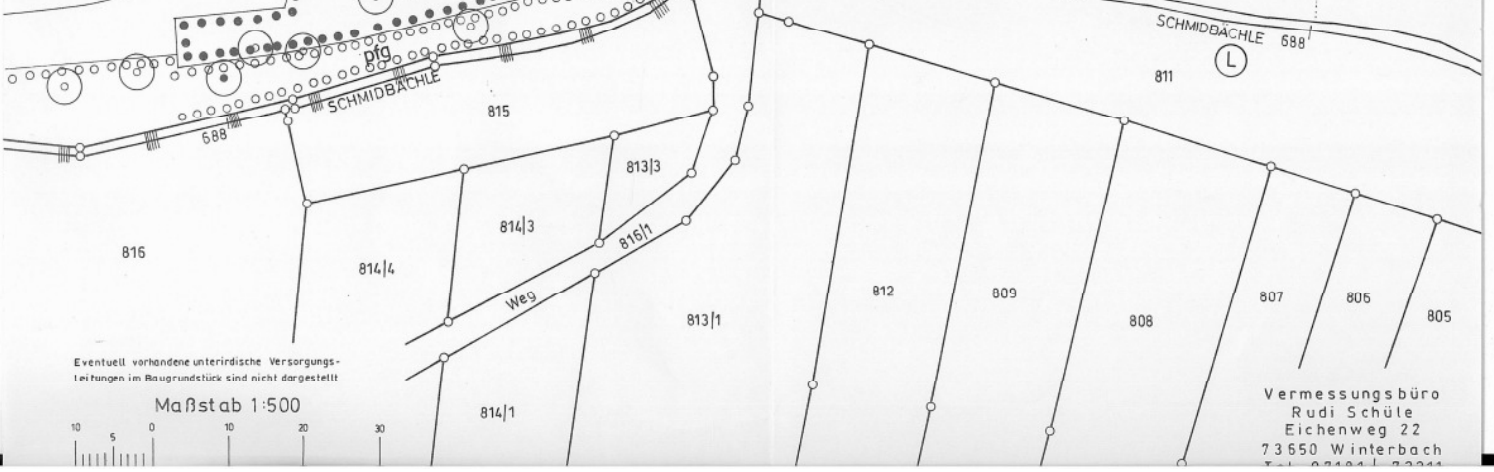 SCHMIDBÄCHLE
688
L
pfg
SCHMIDBÄCHLE
811
815
688
813/3
814/3
816/1
816
814/4
Weg
812
809
807
806
808
805
813/1
Eventuell vorhandene unterirdische Versorgungs-
leitungen im Baugrundstück sind nicht dargestellt
Maßstab 1:500
814/1
10 5 0 10 20 30
Vermessungsbüro
Rudi Schüle
Eichenweg 22
73650 Winterbach